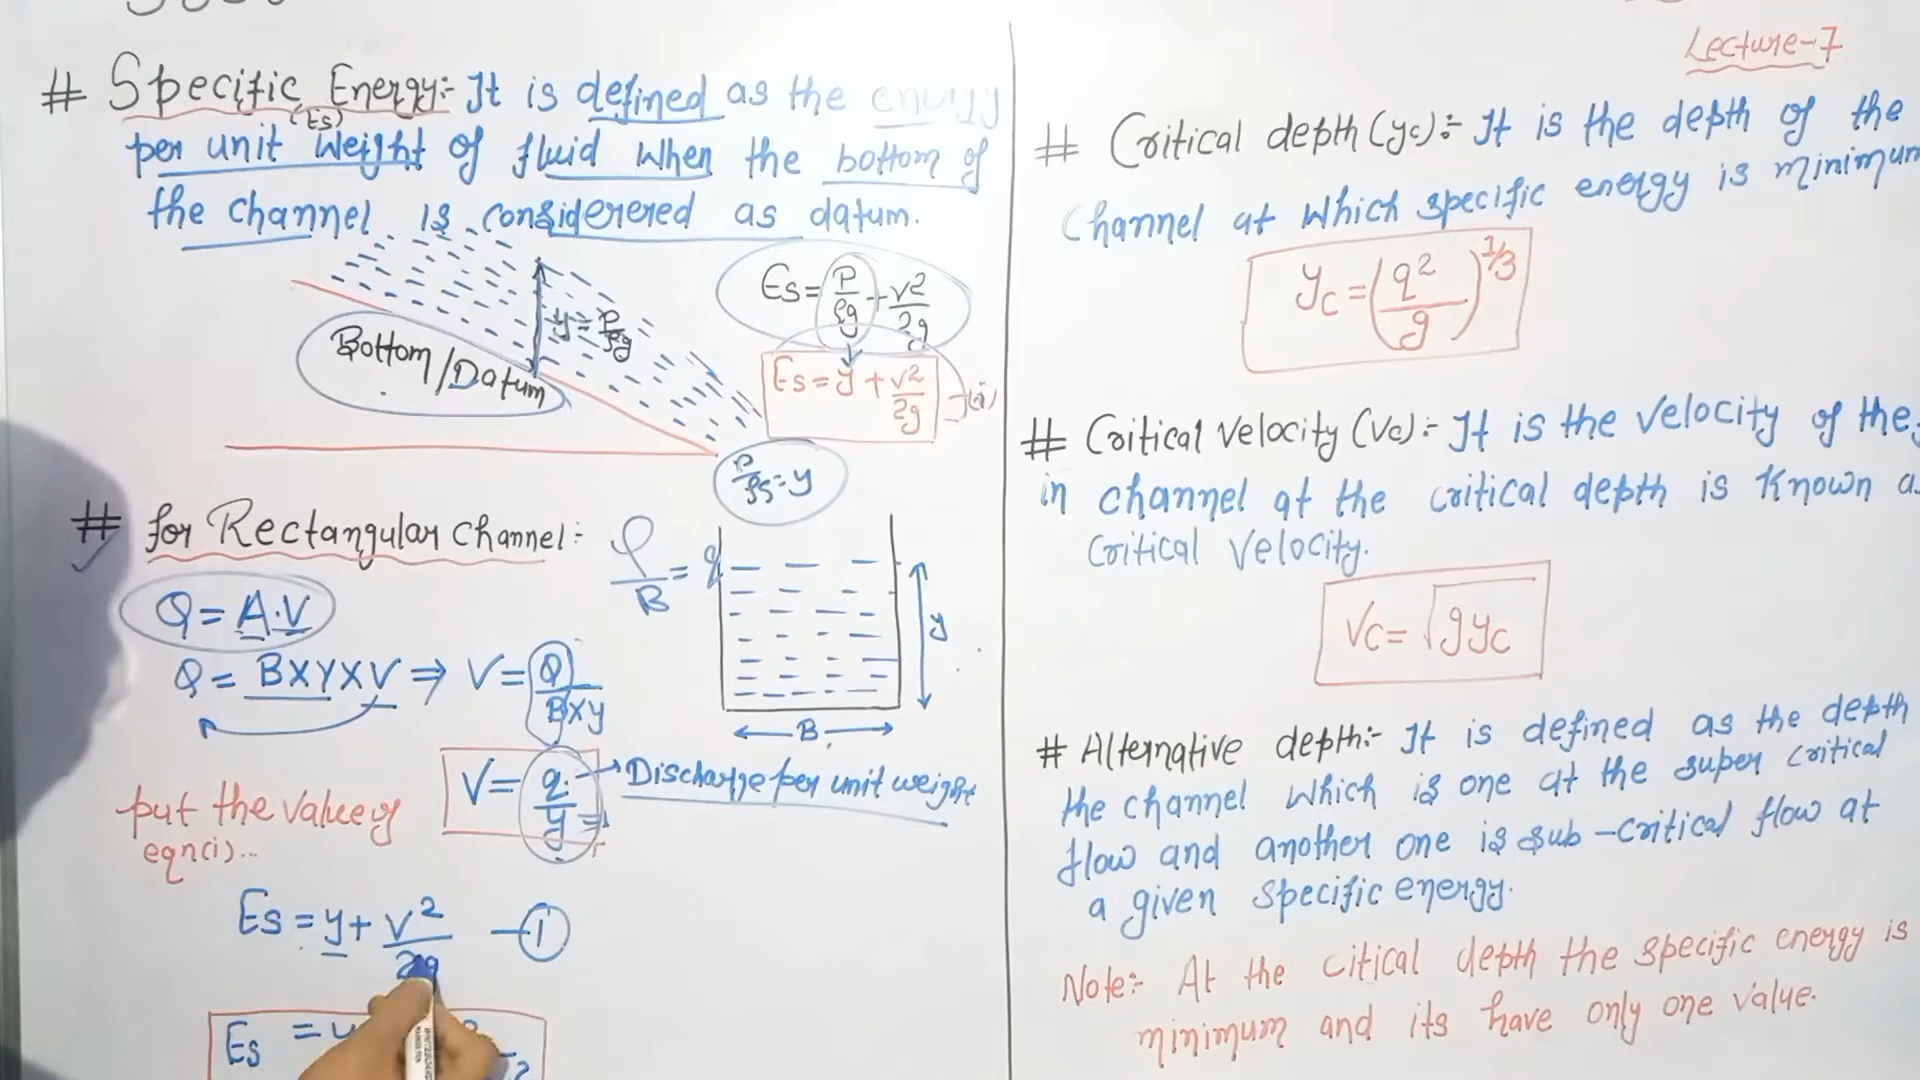 # Specific Energy:- It is defined as the energy
(Es)
per unit weight of fluid when the bottom of
the channel is considerered as datum.
Es = P/ρg + v²/2g
y = P/ρg
Bottom/Datum
Es = y + v²/2g —(i)
P/ρg = y
# for Rectangular Channel:-
Q/B = q
Q = A.V
y
Q = B×Y×V ⇒ V = Q/B×y
B
V = q/y → Discharge per unit weight
put the value of
eqn(i)...
Es = y + v²/2g —①
Es = y
Lecture-7
# Critical depth (yc):- It is the depth of the
Channel at which specific energy is minimum
yc = (q²/g)^1/3
# Critical velocity (Vc):- It is the velocity of the
in channel at the critical depth is Known a
Critical velocity.
Vc = √gyc
# Alternative depth:- It is defined as the depth
the channel which is one at the super critical
flow and another one is sub-critical flow at
a given specific energy.
Note:- At the citical depth the specific energy is
minimum and its have only one value.